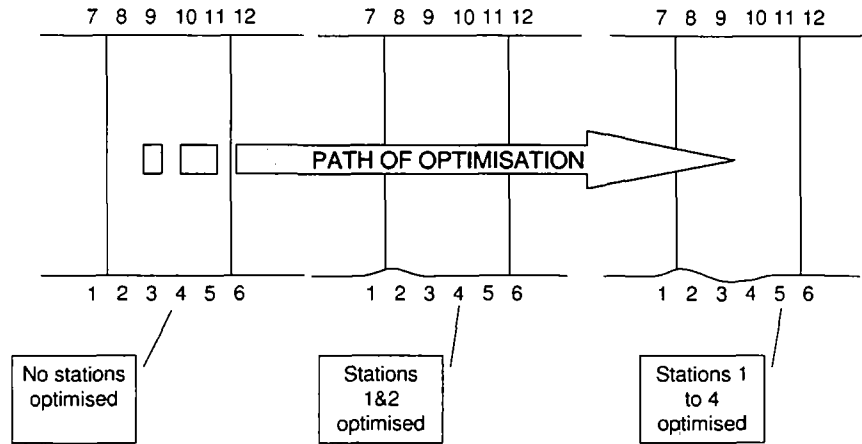 7 8 9 10 11 12
7 8 9 10 11 12
7 8 9 10 11 12
PATH OF OPTIMISATION
1 2 3 4 5 6
1 2 3 4 5 6
1 2 3 4 5 6
No stations
optimised
Stations
1&2
optimised
Stations 1
to 4
optimised